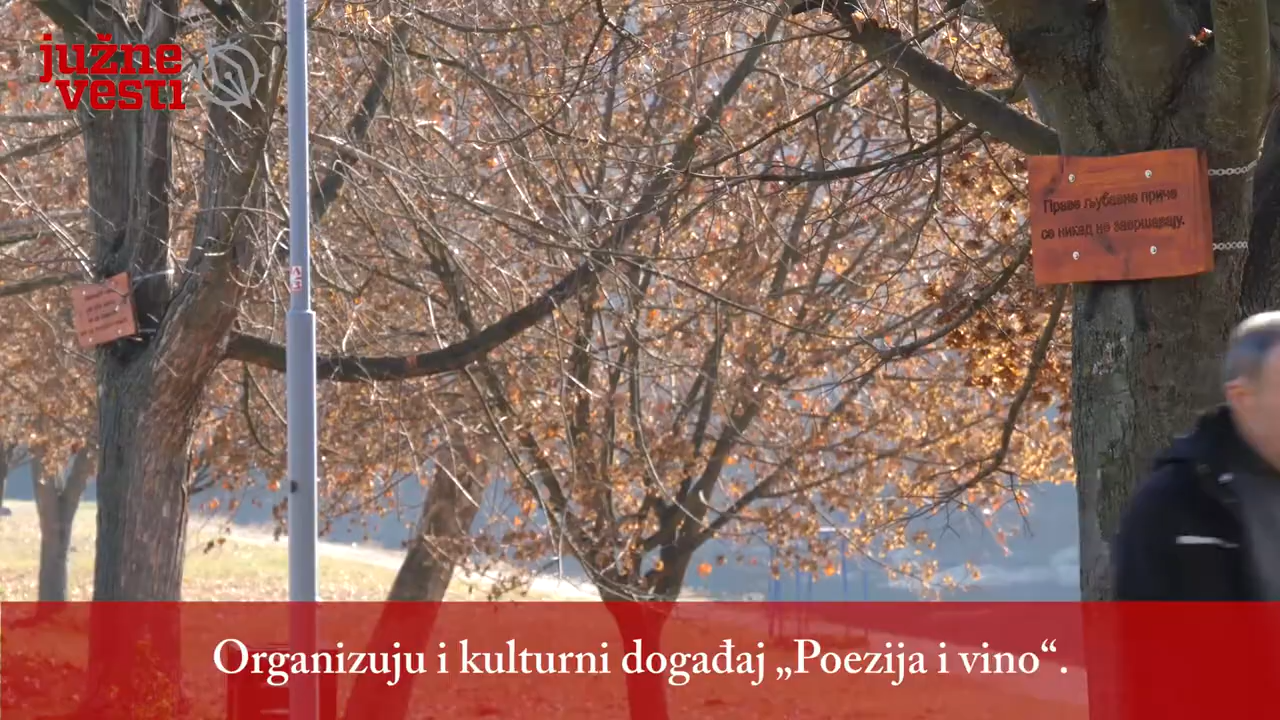 južne
vesti
Праве љубавне приче
се никад не завршавају.
Organizuju i kulturni događaj „Poezija i vino“.